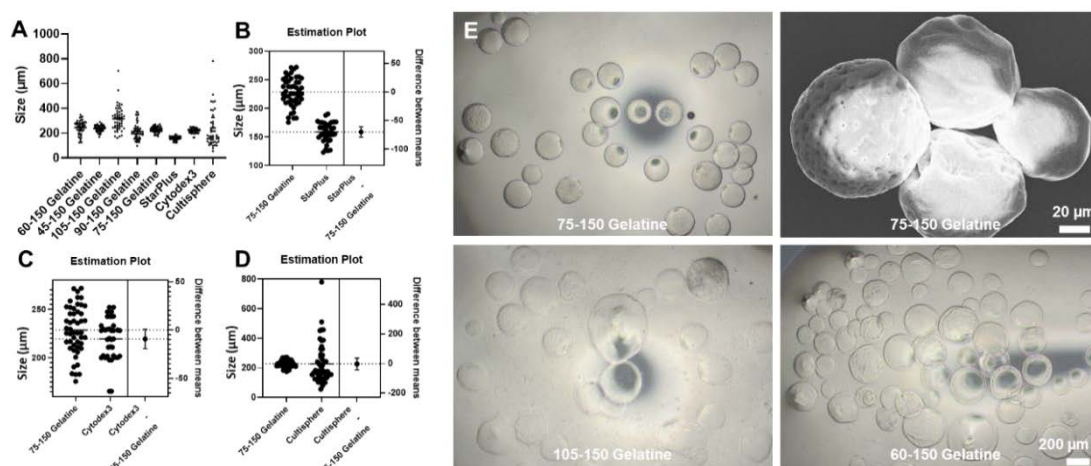 A
1000
800
600
400
200
0
Size (µm)
60-150 Gelatine
45-150 Gelatine
105-150 Gelatine
90-150 Gelatine
75-150 Gelatine
StarPlus
Cytodex3
Cultisphere
B
Estimation Plot
300
250
200
150
100
Size (µm)
50
0
-50
-100
Difference between means
75-150 Gelatine
StarPlus
StarPlus
-
75-150 Gelatine
C
Estimation Plot
250
200
Size (µm)
50
0
-50
Difference between means
75-150 Gelatine
Cytodex3
Cytodex3
-
75-150 Gelatine
D
Estimation Plot
800
600
400
200
0
Size (µm)
400
200
0
-200
Difference between means
75-150 Gelatine
Cultisphere
Cultisphere
-
75-150 Gelatine
E
75-150 Gelatine
75-150 Gelatine
20 µm
105-150 Gelatine
60-150 Gelatine
200 µm